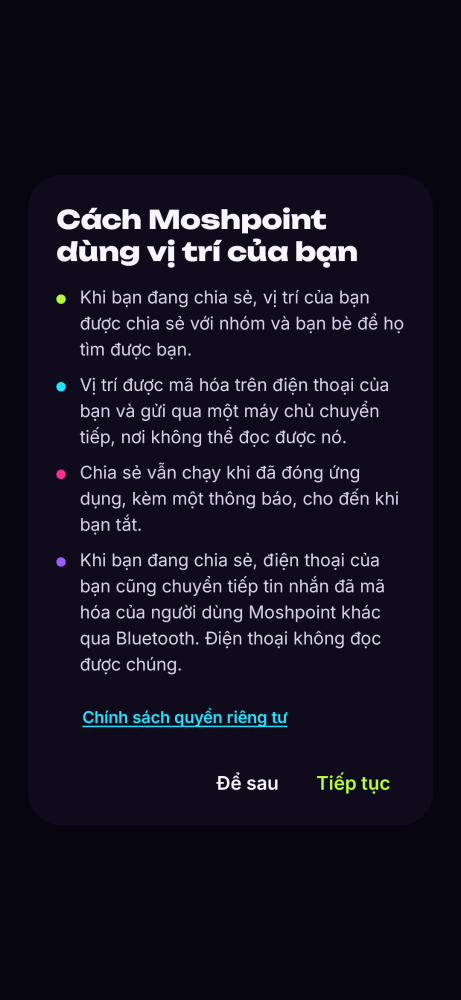 Cách Moshpoint
dùng vị trí của bạn
Khi bạn đang chia sẻ, vị trí của bạn
được chia sẻ với nhóm và bạn bè để họ
tìm được bạn.
Vị trí được mã hóa trên điện thoại của
bạn và gửi qua một máy chủ chuyển
tiếp, nơi không thể đọc được nó.
Chia sẻ vẫn chạy khi đã đóng ứng
dụng, kèm một thông báo, cho đến khi
bạn tắt.
Khi bạn đang chia sẻ, điện thoại của
bạn cũng chuyển tiếp tin nhắn đã mã
hóa của người dùng Moshpoint khác
qua Bluetooth. Điện thoại không đọc
được chúng.
Chính sách quyền riêng tư
Để sau
Tiếp tục